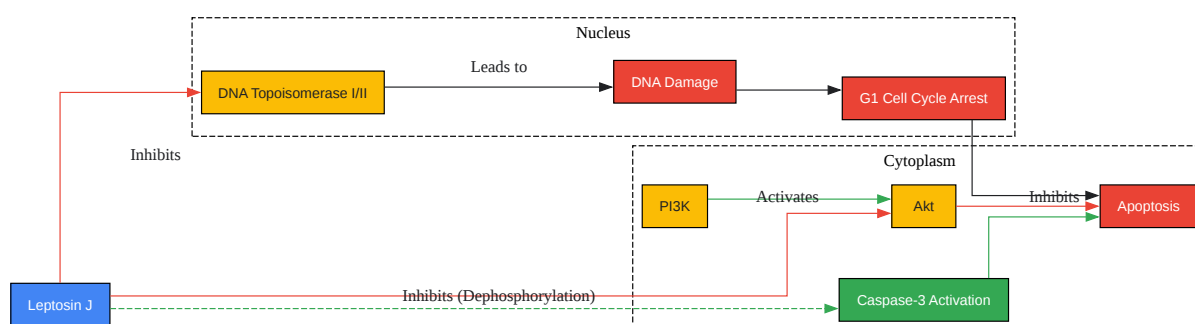 Nucleus
Leads to
DNA Topoisomerase I/II
DNA Damage
G1 Cell Cycle Arrest
Inhibits
Cytoplasm
PI3K
Activates
Akt
Inhibits
Apoptosis
Leptosin J
Inhibits (Dephosphorylation)
Caspase-3 Activation